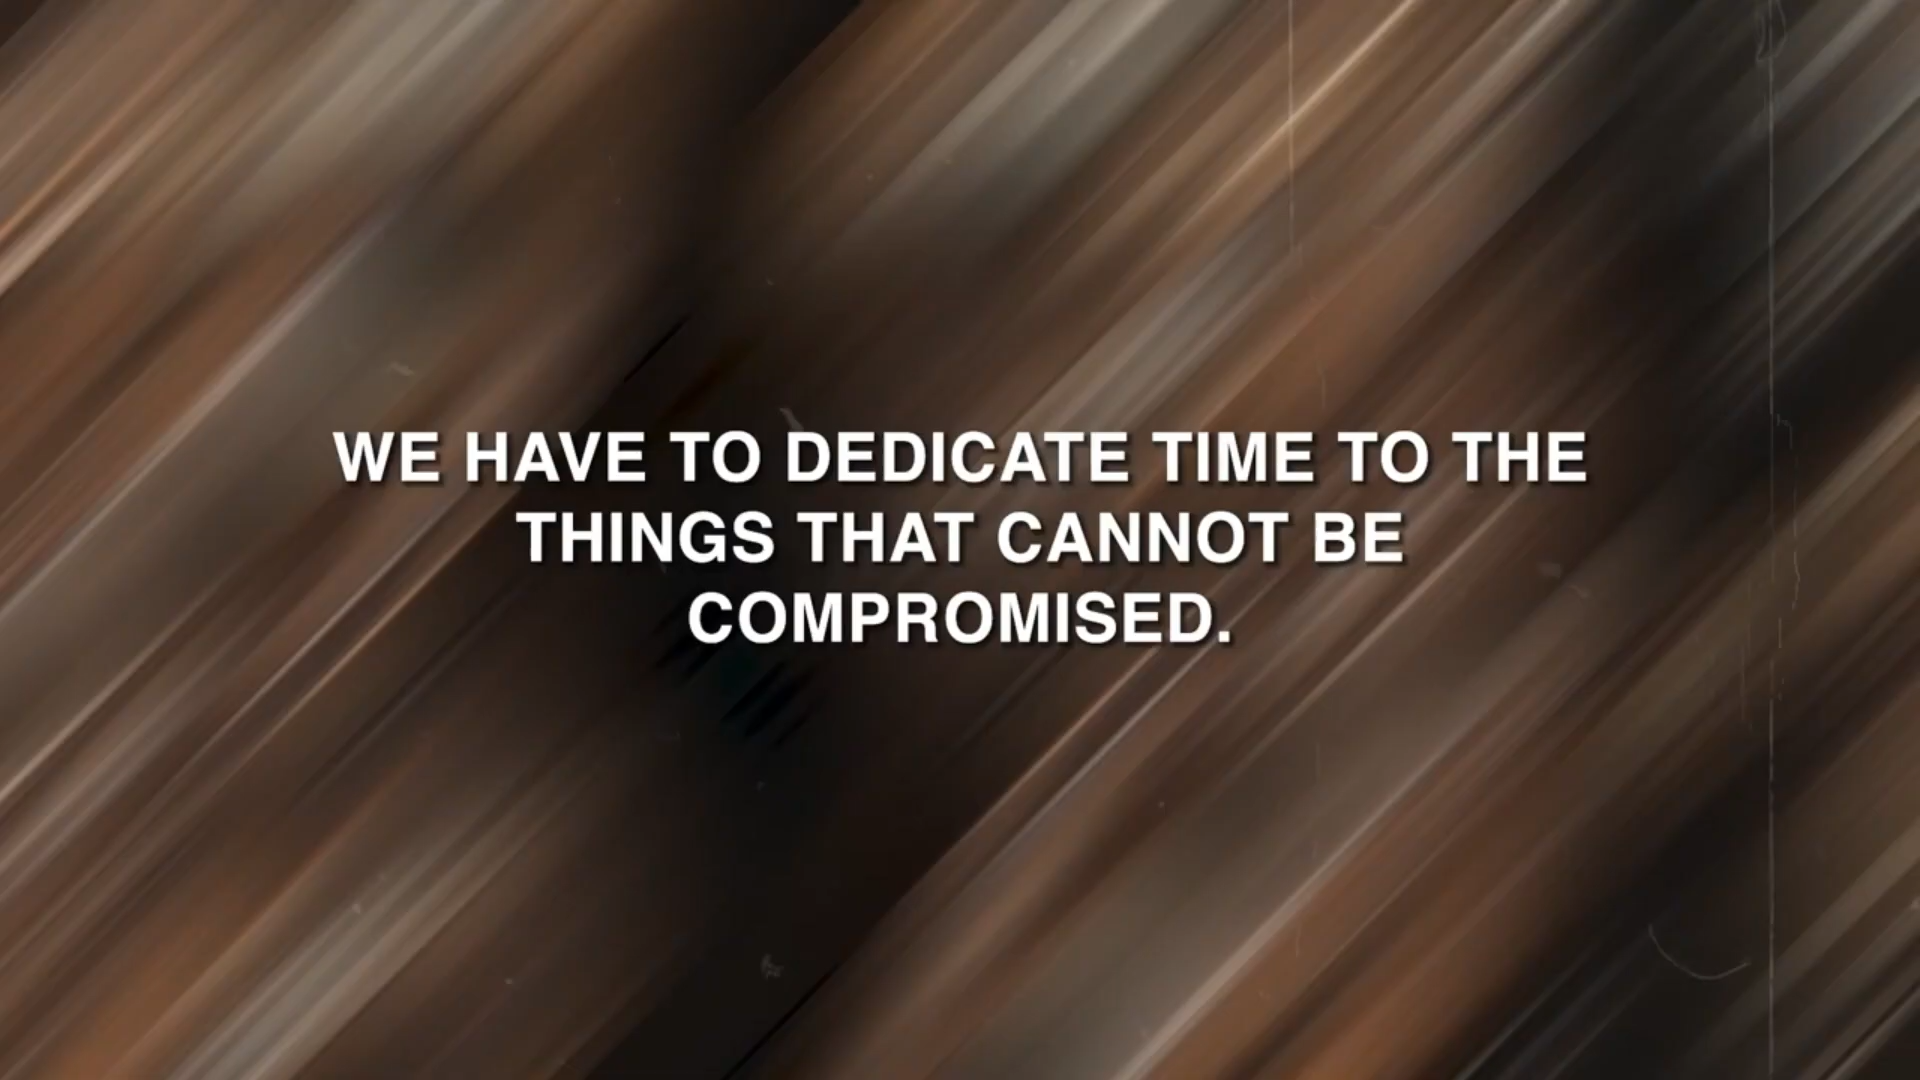 WE HAVE TO DEDICATE TIME TO THE
THINGS THAT CANNOT BE
COMPROMISED.